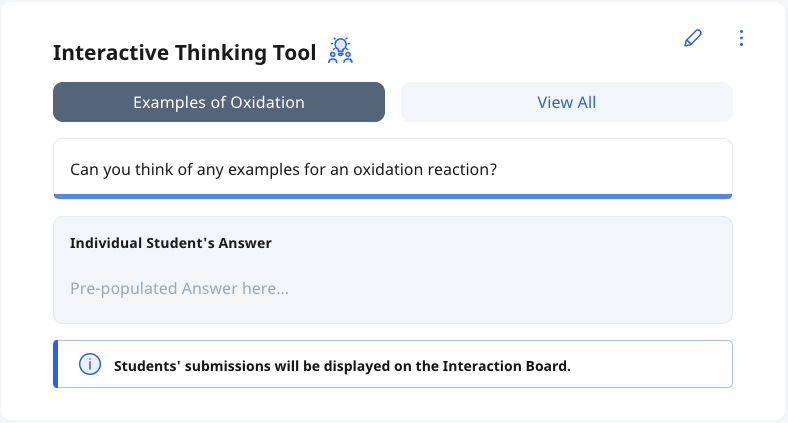 Interactive Thinking Tool
Examples of Oxidation
View All
Can you think of any examples for an oxidation reaction?
Individual Student's Answer
Pre-populated Answer here...
Students' submissions will be displayed on the Interaction Board.